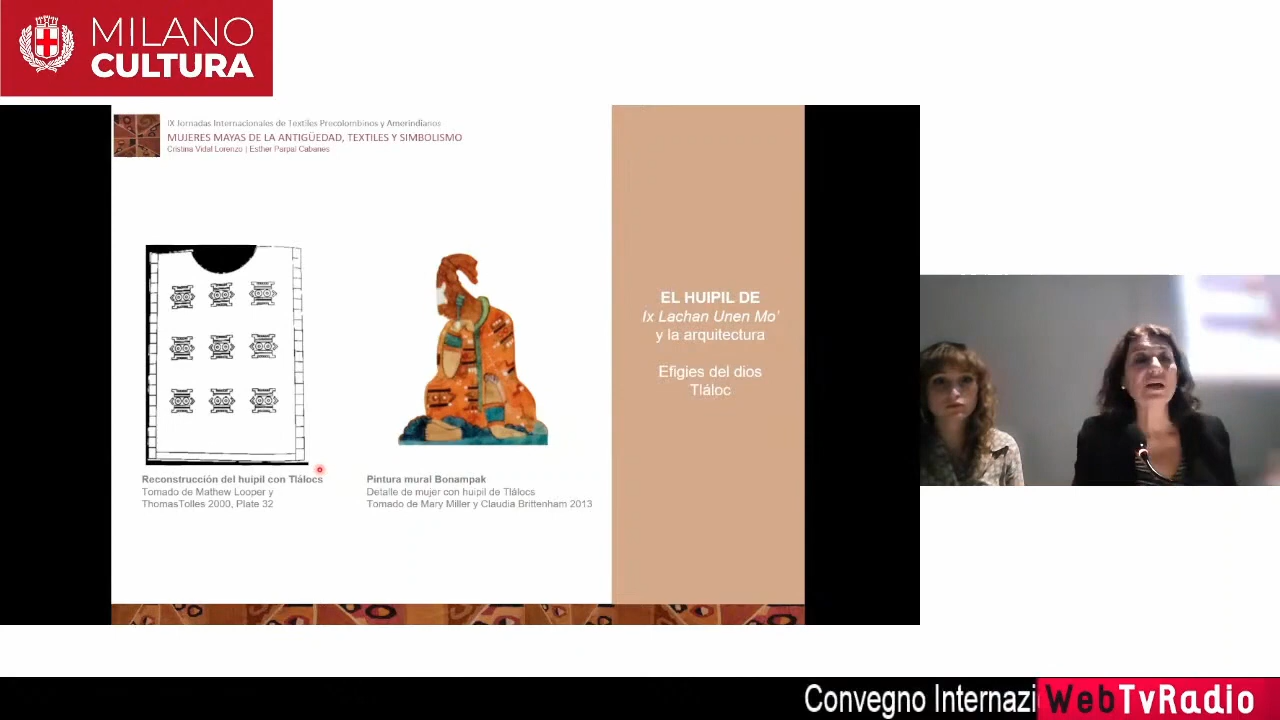 MILANO
CULTURA
IX Jornadas Internacionales de Textiles Precolombinos y Amerindianos
MUJERES MAYAS DE LA ANTIGÜEDAD, TEXTILES Y SIMBOLISMO
Cristina Vidal Lorenzo | Esther Parpal Cabanes
EL HUIPIL DE
Ix Lachan Unen Mo'
y la arquitectura
Efigies del dios
Tláloc
Reconstrucción del huipil con Tlálocs
Tomado de Mathew Looper y
ThomasTolles 2000, Plate 32
Pintura mural Bonampak
Detalle de mujer con huipil de Tlálocs
Tomado de Mary Miller y Claudia Brittenham 2013
Convegno Internazi
WebTvRadio